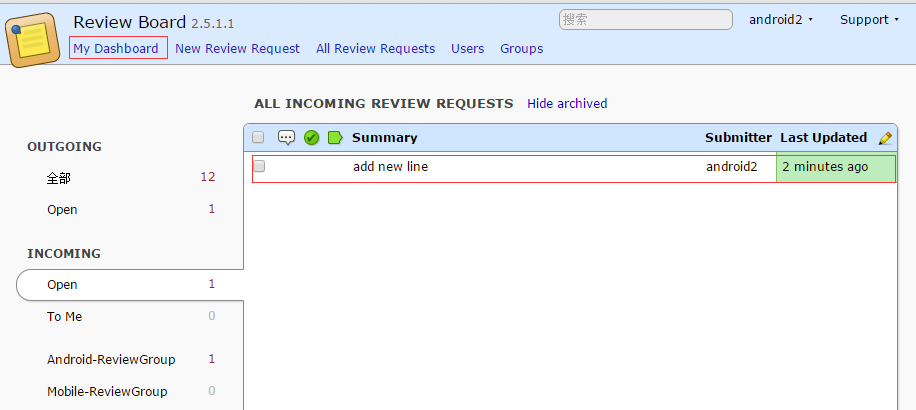 Review Board 2.5.1.1
搜索
android2
Support
My Dashboard New Review Request All Review Requests Users Groups
ALL INCOMING REVIEW REQUESTS Hide archived
OUTGOING
全部 12
Open 1
INCOMING
Open 1
To Me 0
Android-ReviewGroup 1
Mobile-ReviewGroup 0
Summary Submitter Last Updated
add new line android2 2 minutes ago